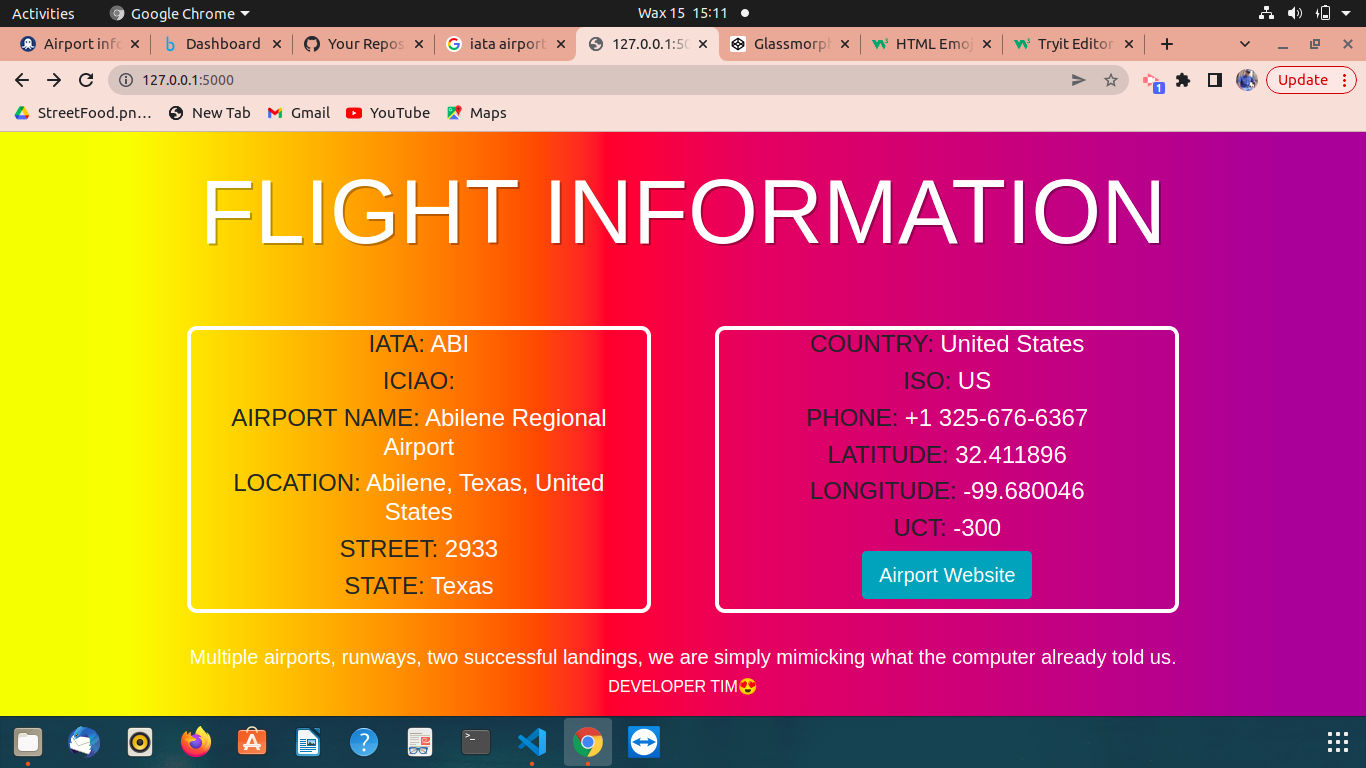 Activities Google Chrome Wax 15 15:11
Airport info Dashboard Your Repos iata airport 127.0.0.1:50 Glassmorph HTML Emoj Tryit Editor
127.0.0.1:5000 1 Update
StreetFood.pn... New Tab Gmail YouTube Maps
FLIGHT INFORMATION
IATA: ABI
ICIAO:
AIRPORT NAME: Abilene Regional
Airport
LOCATION: Abilene, Texas, United
States
STREET: 2933
STATE: Texas
COUNTRY: United States
ISO: US
PHONE: +1 325-676-6367
LATITUDE: 32.411896
LONGITUDE: -99.680046
UCT: -300
Airport Website
Multiple airports, runways, two successful landings, we are simply mimicking what the computer already told us.
DEVELOPER TIM😍